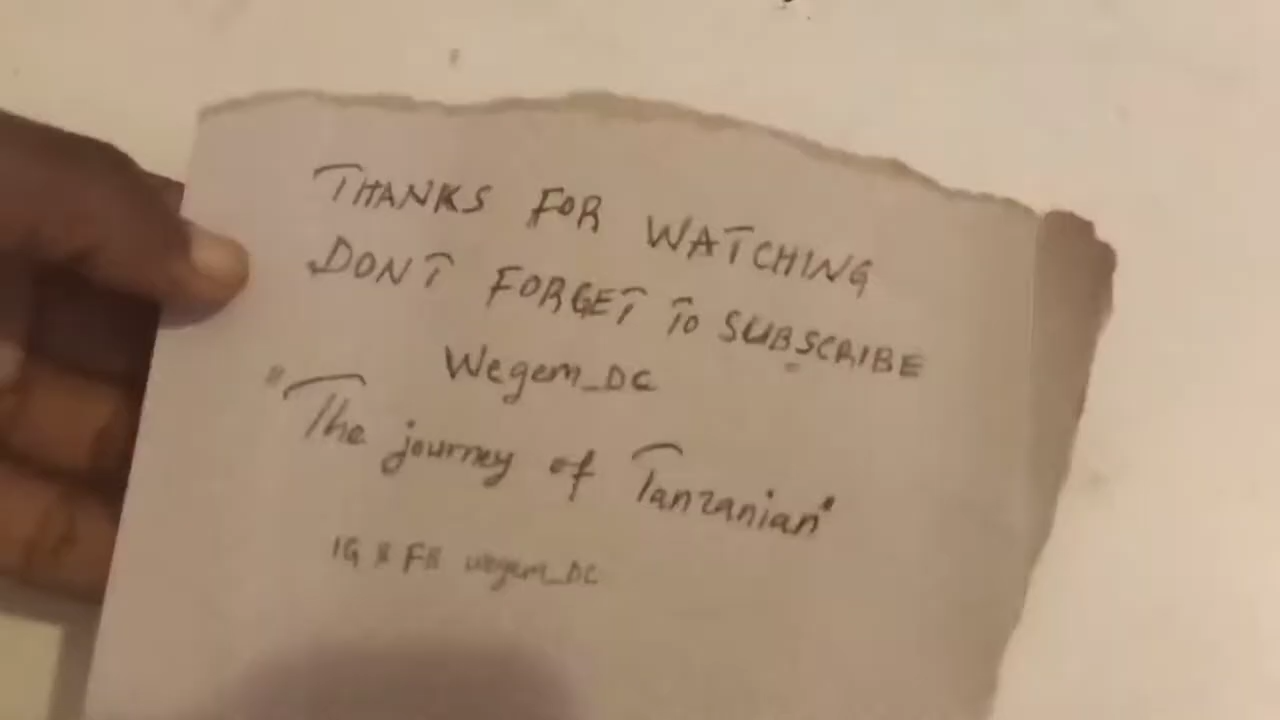 THANKS FOR WATCHING
DONT FORGET TO SUBSCRIBE
Wegem_DC
"The journey of Tanzanian"
IG & FB wegem_DC